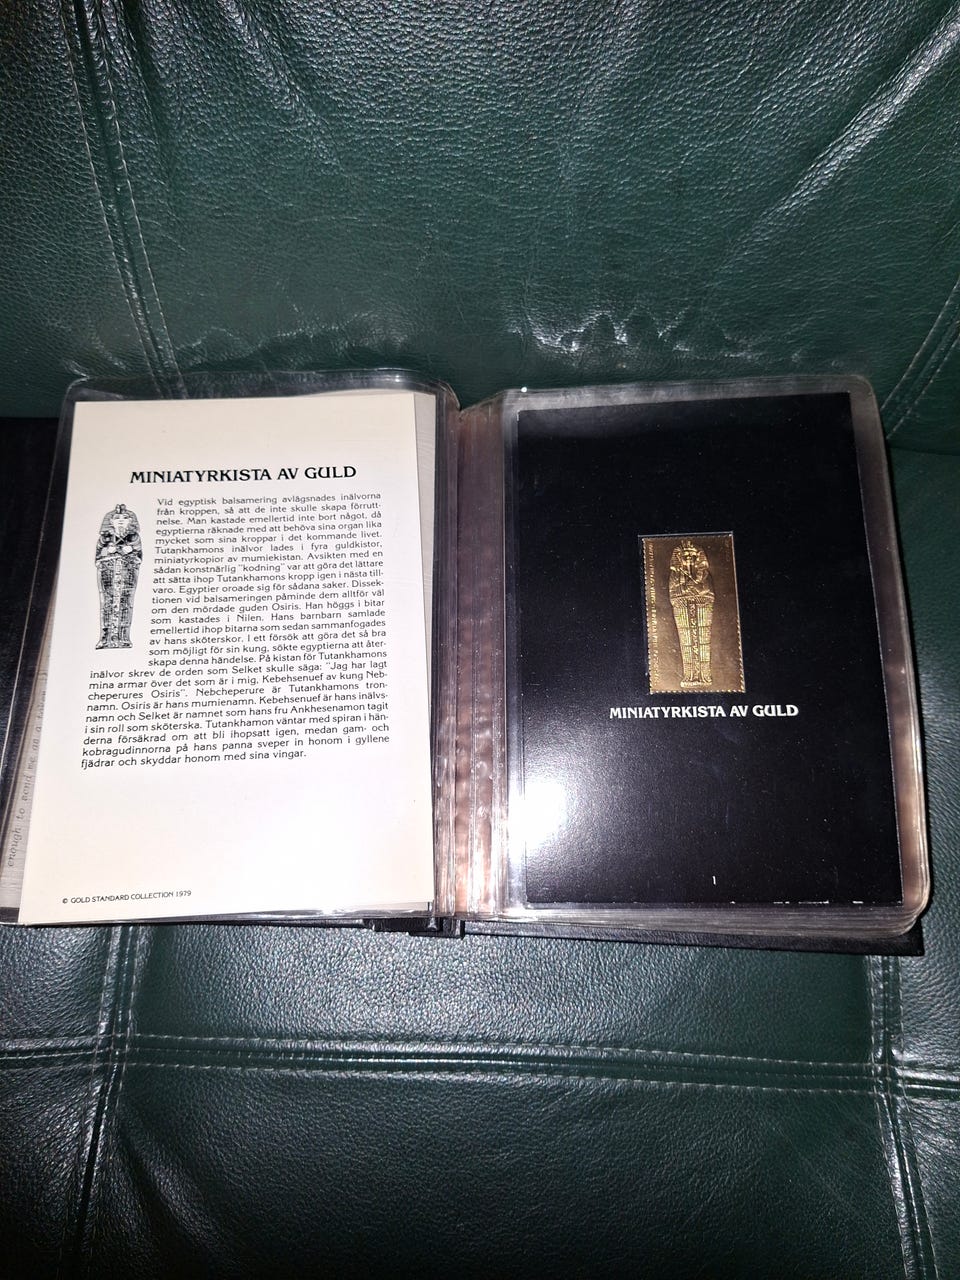 MINIATYRKISTA AV GULD
Vid egyptisk balsamering avlägsnades inälvorna
från kroppen, så att de inte skulle skapa förrutt-
nelse. Man kastade emellertid inte bort något, då
egyptierna räknade med att behöva sina organ lika
mycket som sina kroppar i det kommande livet.
Tutankhamons inälvor lades i fyra guldkistor,
miniatyrkopior av mumiekistan. Avsikten med en
sådan konstnärlig "kodning" var att göra det lättare
att sätta ihop Tutankhamons kropp igen i nästa till-
varo. Egyptier oroade sig för sådana saker. Dissek-
tionen vid balsameringen påminde dem alltför väl
om den mördade guden Osiris. Han höggs i bitar
som kastades i Nilen. Hans barnbarn samlade
emellertid ihop bitarna som sedan sammanfogades
av hans sköterskor. I ett försök att göra det så bra
som möjligt för sin kung, sökte egyptierna att åter-
skapa denna händelse. På kistan för Tutankhamons
inälvor skrev de orden som Selket skulle säga: "Jag har lagt
mina armar över det som är i mig, Kebehsenuef av kung Neb-
cheperures Osiris". Nebcheperure är Tutankhamons tron-
namn. Osiris är hans mumienamn. Kebehsenuef är hans inälvs-
namn och Selket är namnet som hans fru Ankhesenamon tagit
i sin roll som sköterska. Tutankhamon väntar med spiran i hän-
derna försäkrad om att bli ihopsatt igen, medan gam- och
kobragudinnorna på hans panna sveper in honom i gyllene
fjädrar och skyddar honom med sina vingar.
© GOLD STANDARD COLLECTION 1979
enough to send me an a
MINIATYRKISTA AV GULD
1